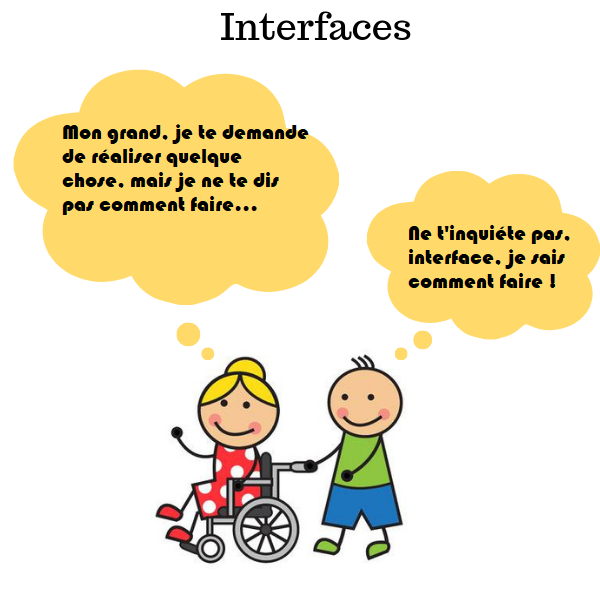 Interfaces
Mon grand, je te demande
de réaliser quelque
chose, mais je ne te dis
pas comment faire...
Ne t'inquiéte pas,
interface, je sais
comment faire !